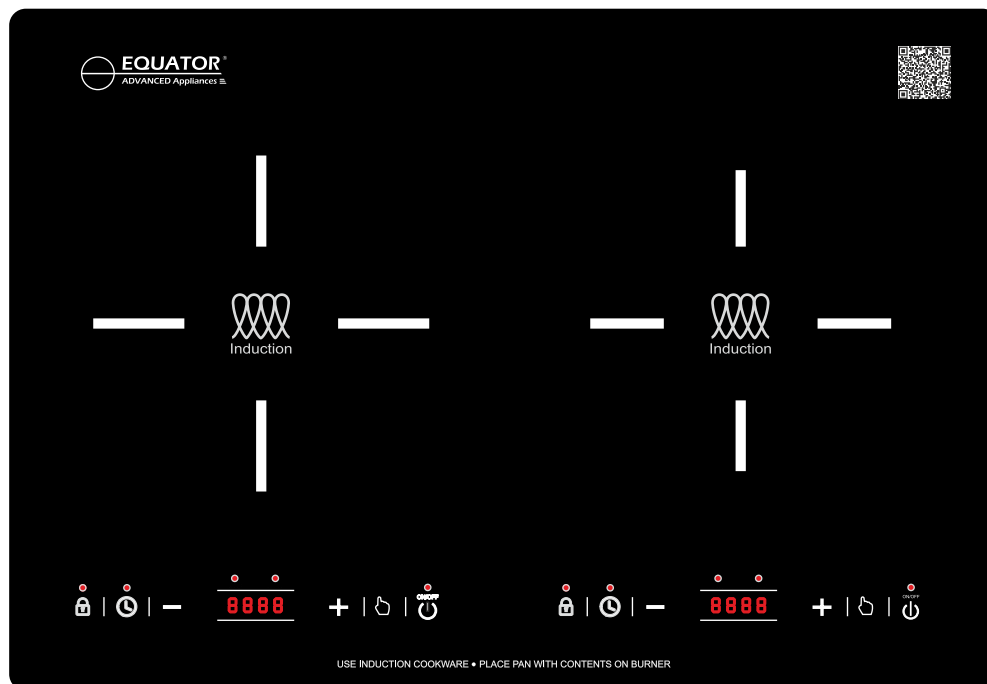 EQUATOR®
ADVANCED Appliances
Induction
Induction
8888
8888
ON/OFF
ON/OFF
USE INDUCTION COOKWARE • PLACE PAN WITH CONTENTS ON BURNER